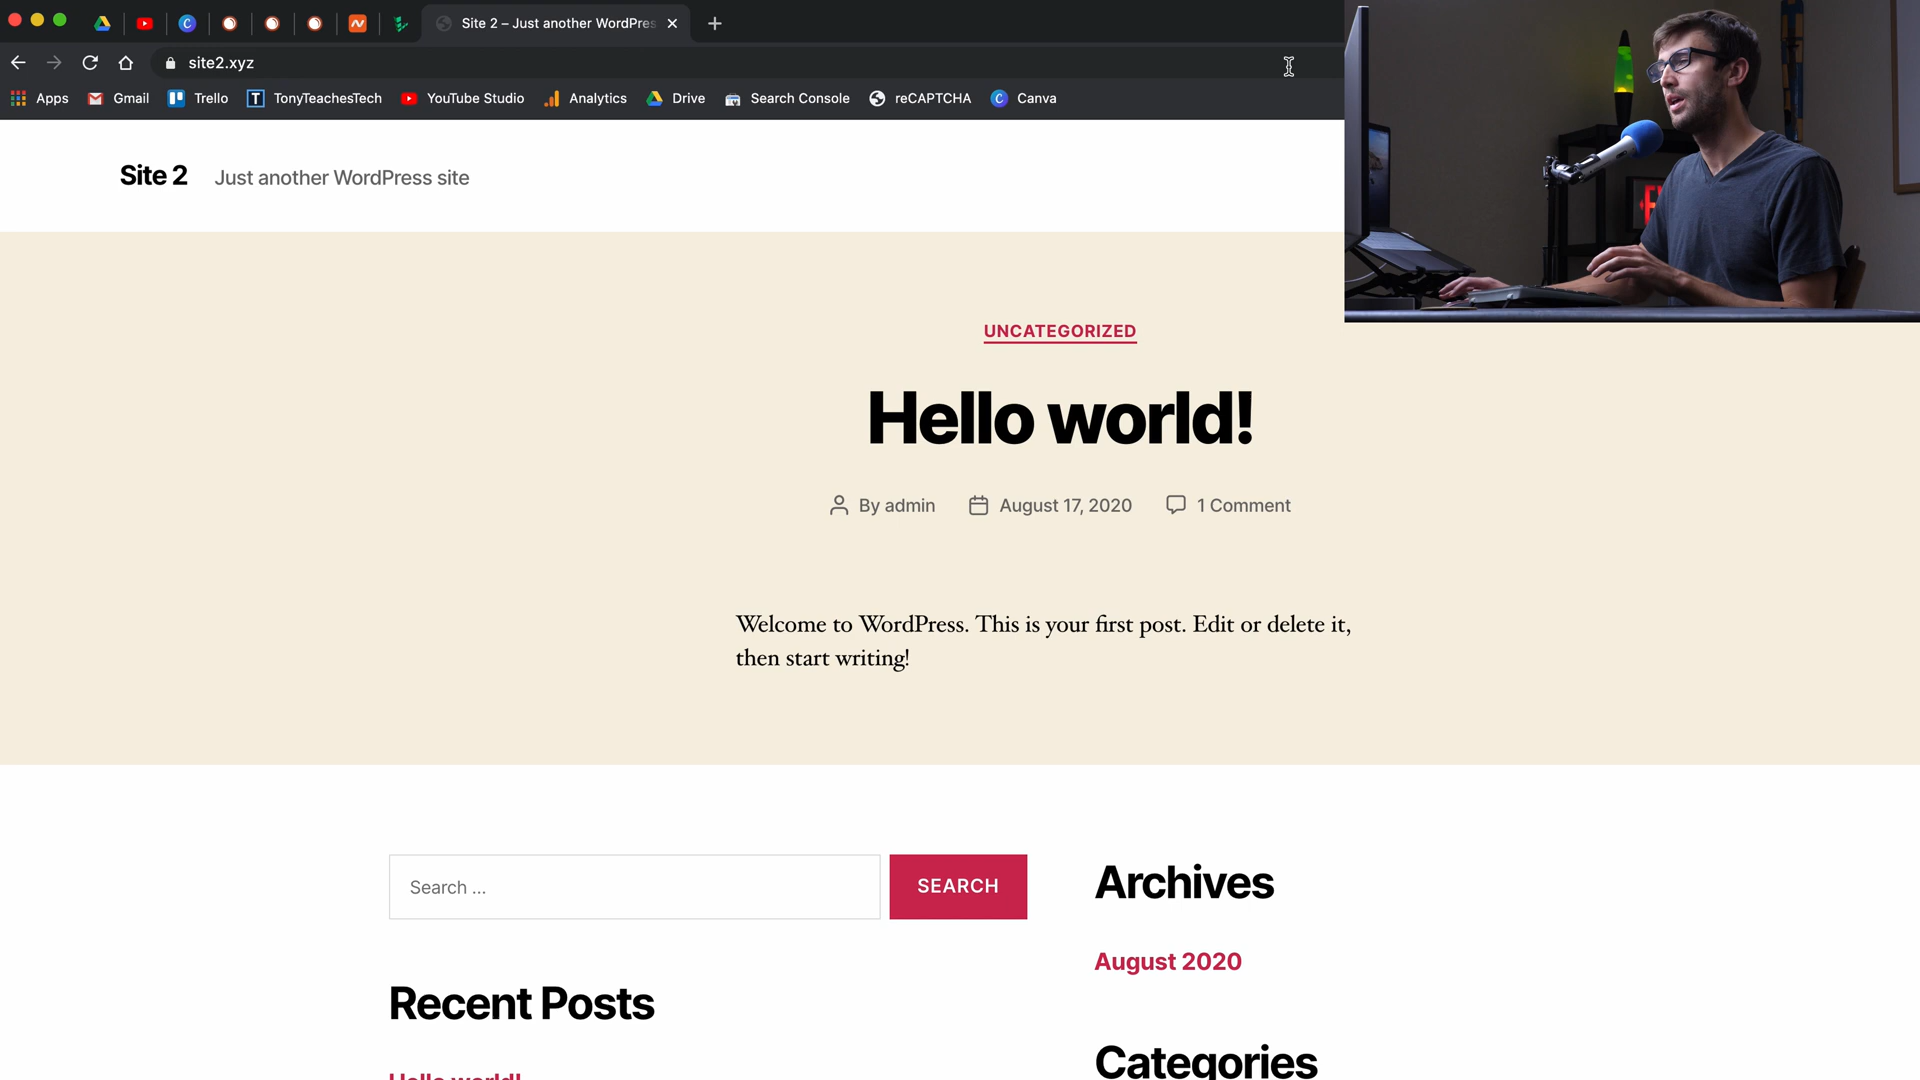 Site 2 – Just another WordPres
site2.xyz
Apps
Gmail
Trello
TonyTeachesTech
YouTube Studio
Analytics
Drive
Search Console
reCAPTCHA
Canva
Site 2
Just another WordPress site
UNCATEGORIZED
Hello world!
By admin
August 17, 2020
1 Comment
Welcome to WordPress. This is your first post. Edit or delete it,
then start writing!
Search ...
SEARCH
Archives
August 2020
Recent Posts
Categories
Hello world!